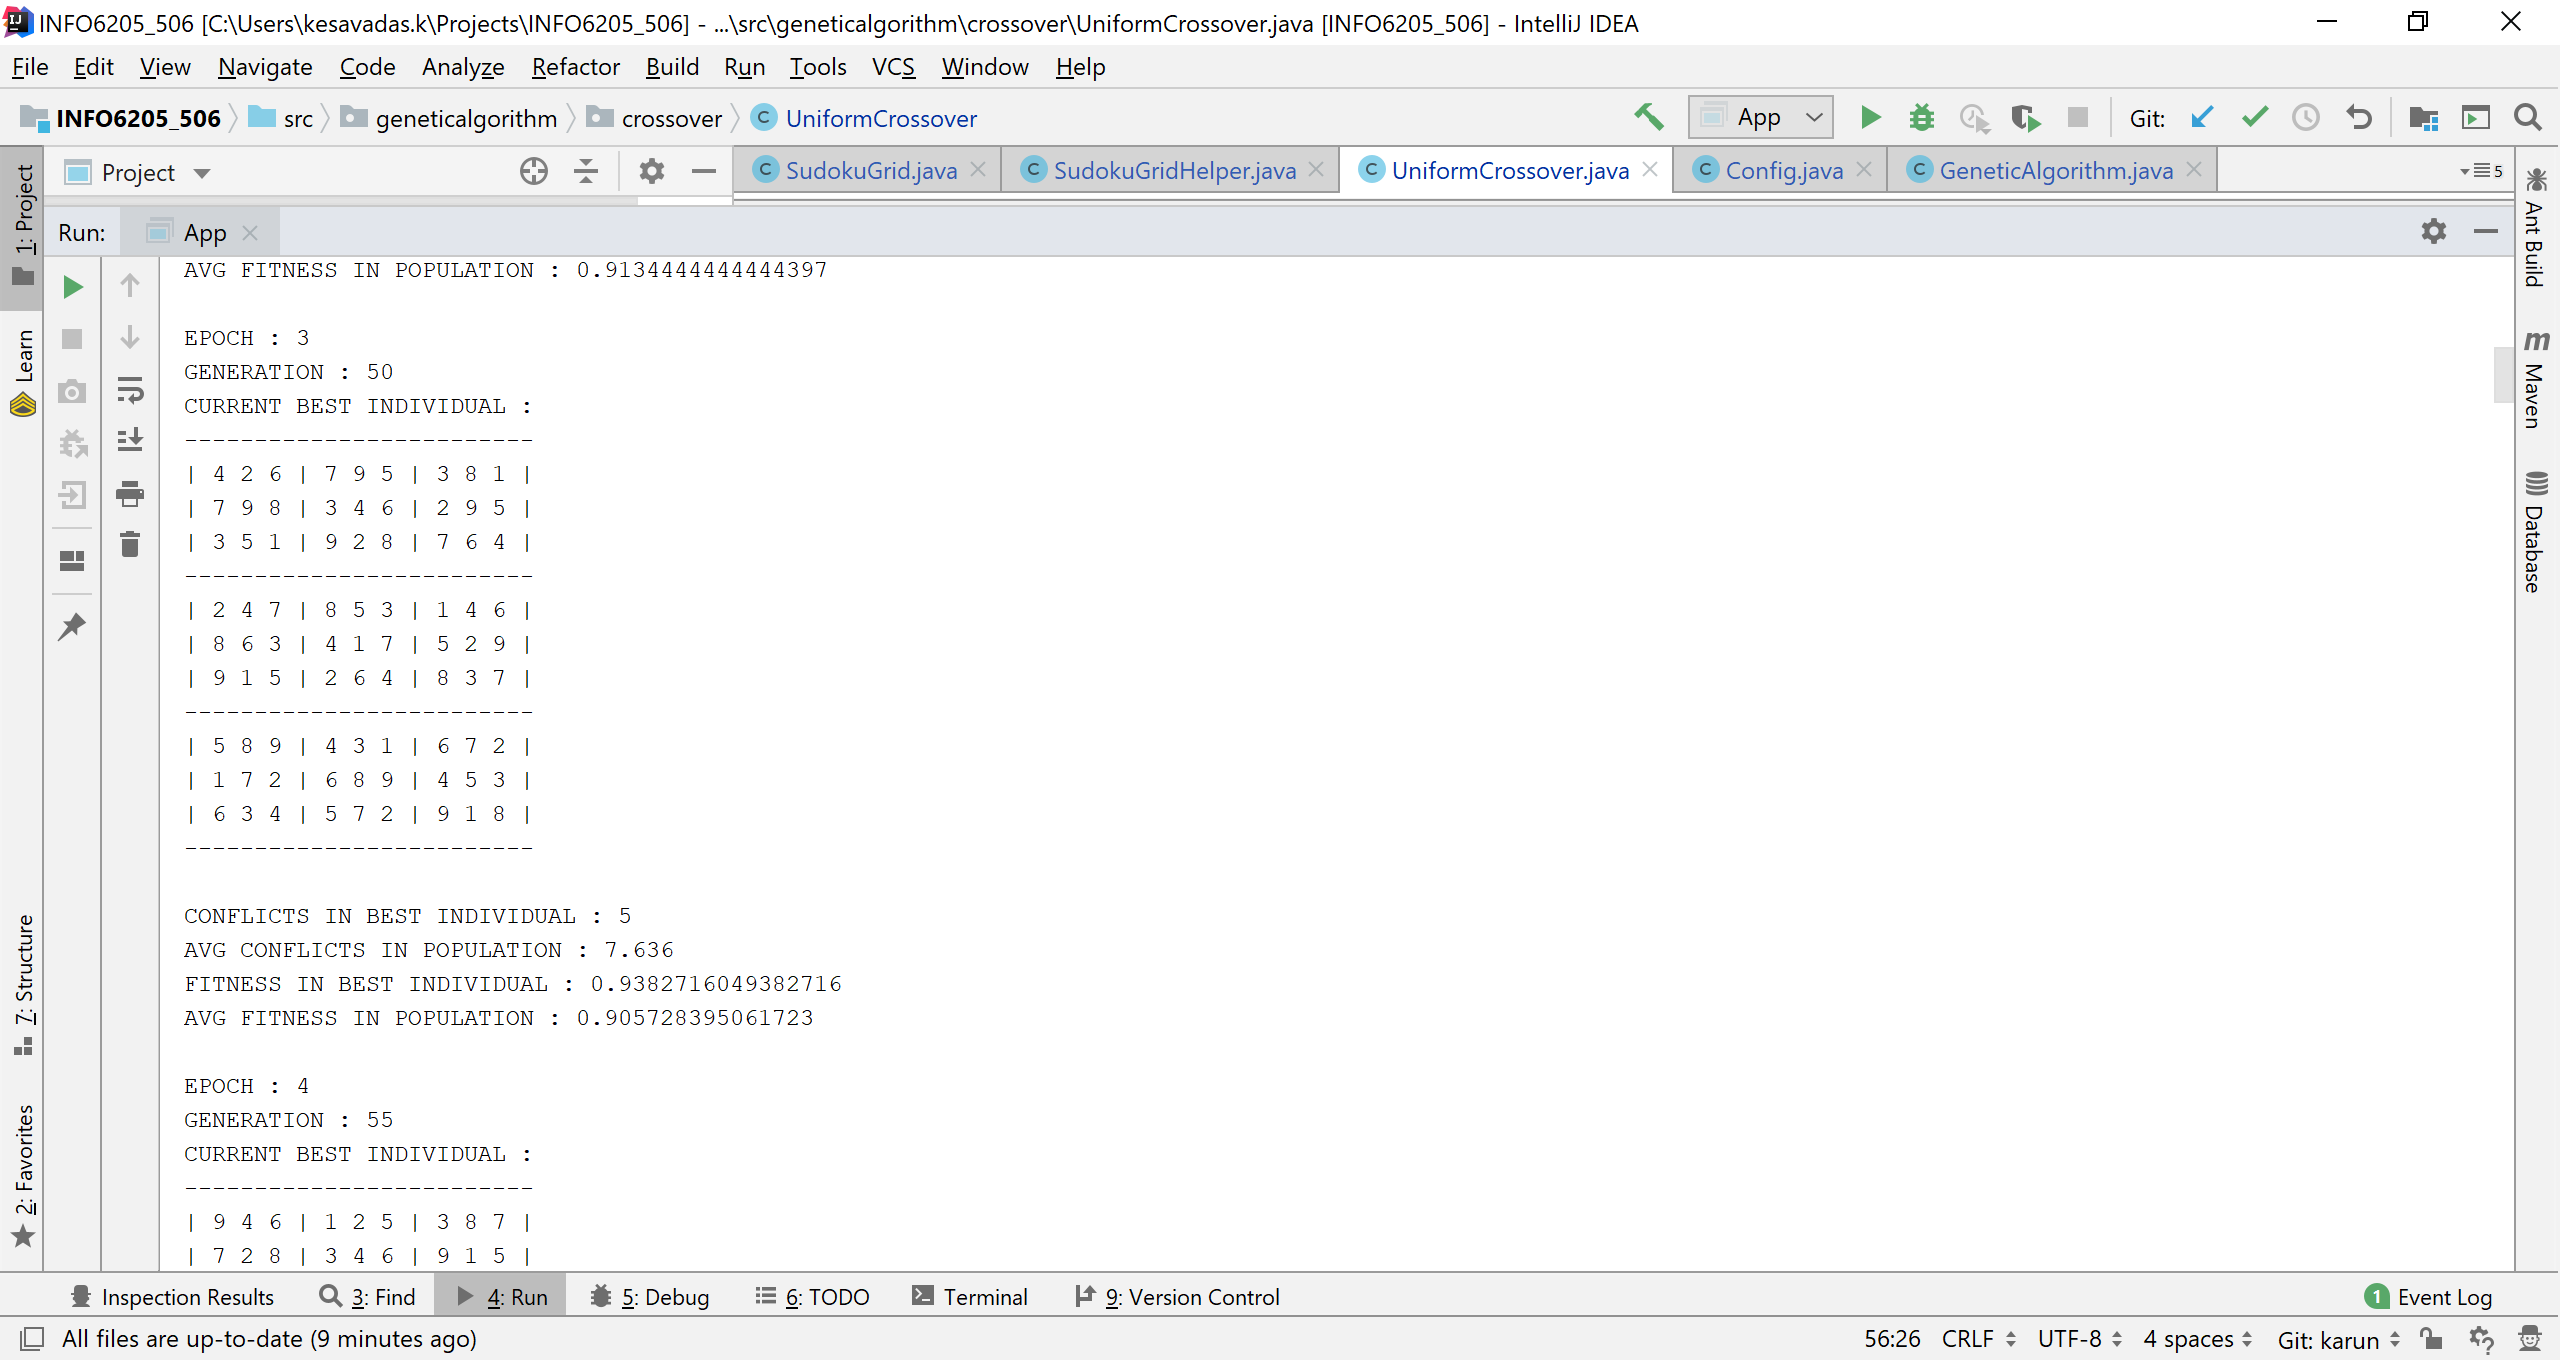 INFO6205_506 [C:\Users\kesavadas.k\Projects\INFO6205_506] - ...\src\geneticalgorithm\crossover\UniformCrossover.java [INFO6205_506] - IntelliJ IDEA
File Edit View Navigate Code Analyze Refactor Build Run Tools VCS Window Help
INFO6205_506 src geneticalgorithm crossover C UniformCrossover App Git:
Project C SudokuGrid.java C SudokuGridHelper.java C UniformCrossover.java C Config.java C GeneticAlgorithm.java 5
Run: App
1: Project
Learn
7: Structure
2: Favorites
Ant Build
m Maven
Database
AVG FITNESS IN POPULATION : 0.9134444444444397
EPOCH : 3
GENERATION : 50
CURRENT BEST INDIVIDUAL :
-------------------------
| 4 2 6 | 7 9 5 | 3 8 1 |
| 7 9 8 | 3 4 6 | 2 9 5 |
| 3 5 1 | 9 2 8 | 7 6 4 |
-------------------------
| 2 4 7 | 8 5 3 | 1 4 6 |
| 8 6 3 | 4 1 7 | 5 2 9 |
| 9 1 5 | 2 6 4 | 8 3 7 |
-------------------------
| 5 8 9 | 4 3 1 | 6 7 2 |
| 1 7 2 | 6 8 9 | 4 5 3 |
| 6 3 4 | 5 7 2 | 9 1 8 |
-------------------------
CONFLICTS IN BEST INDIVIDUAL : 5
AVG CONFLICTS IN POPULATION : 7.636
FITNESS IN BEST INDIVIDUAL : 0.9382716049382716
AVG FITNESS IN POPULATION : 0.905728395061723
EPOCH : 4
GENERATION : 55
CURRENT BEST INDIVIDUAL :
-------------------------
| 9 4 6 | 1 2 5 | 3 8 7 |
| 7 2 8 | 3 4 6 | 9 1 5 |
Inspection Results 3: Find 4: Run 5: Debug 6: TODO Terminal 9: Version Control 1 Event Log
All files are up-to-date (9 minutes ago) 56:26 CRLF UTF-8 4 spaces Git: karun